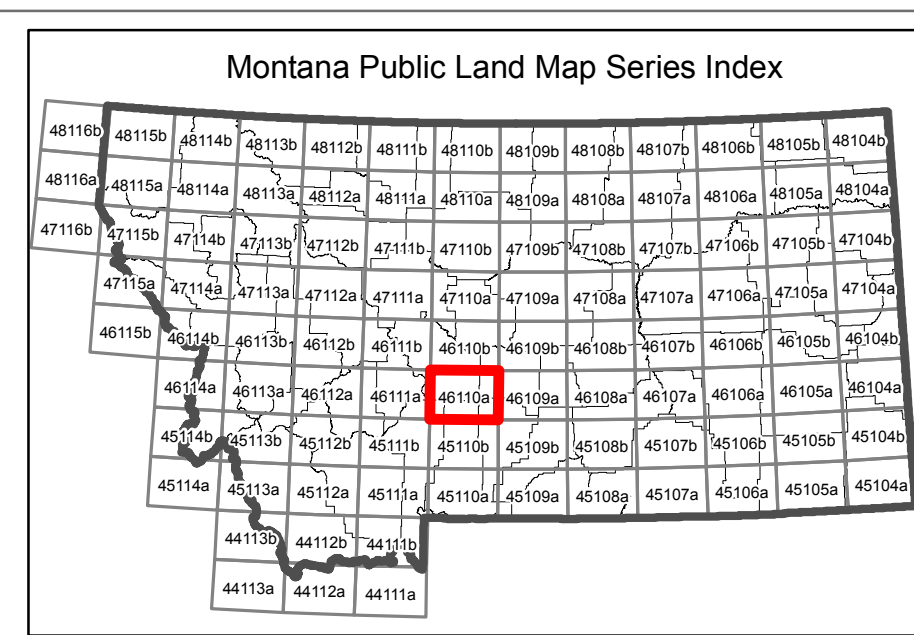 Montana Public Land Map Series Index
48116b 48115b 48114b 48113b 48112b 48111b 48110b 48109b 48108b 48107b 48106b 48105b 48104b
48116a 48115a 48114a 48113a 48112a 48111a 48110a 48109a 48108a 48107a 48106a 48105a 48104a
47116b 47115b 47114b 47113b 47112b 47111b 47110b 47109b 47108b 47107b 47106b 47105b 47104b
47115a 47114a 47113a 47112a 47111a 47110a 47109a 47108a 47107a 47106a 47105a 47104a
46115b 46114b 46113b 46112b 46111b 46110b 46109b 46108b 46107b 46106b 46105b 46104b
46114a 46113a 46112a 46111a 46110a 46109a 46108a 46107a 46106a 46105a 46104a
45114b 45113b 45112b 45111b 45110b 45109b 45108b 45107b 45106b 45105b 45104b
45114a 45113a 45112a 45111a 45110a 45109a 45108a 45107a 45106a 45105a 45104a
44113b 44112b 44111b
44113a 44112a 44111a